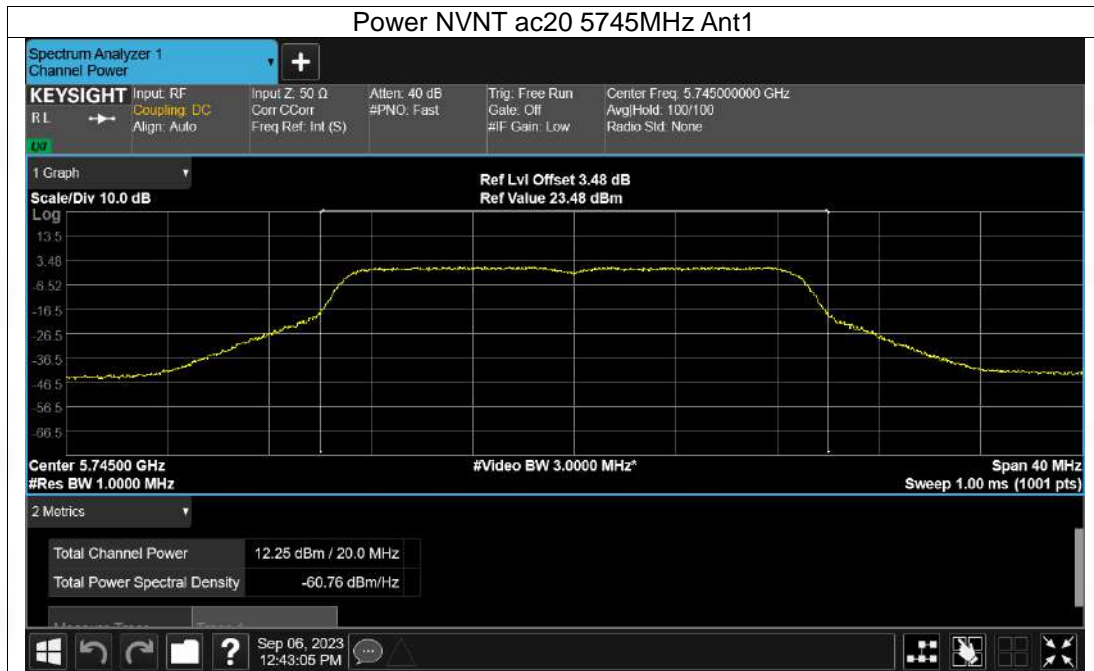 Power NVNT ac20 5745MHz Ant1
Spectrum Analyzer 1
Channel Power
KEYSIGHT
RL
LXI
Input: RF
Coupling: DC
Align: Auto
Input Z: 50 Ω
Corr CCorr
Freq Ref: Int (S)
Atten: 40 dB
#PNO: Fast
Trig: Free Run
Gate: Off
#IF Gain: Low
Center Freq: 5.745000000 GHz
Avg|Hold: 100/100
Radio Std: None
1 Graph
Scale/Div 10.0 dB
Ref Lvl Offset 3.48 dB
Ref Value 23.48 dBm
Log
13.5
3.48
-6.52
-16.5
-26.5
-36.5
-46.5
-56.5
-66.5
Center 5.74500 GHz
#Video BW 3.0000 MHz*
Span 40 MHz
#Res BW 1.0000 MHz
Sweep 1.00 ms (1001 pts)
2 Metrics
Total Channel Power 12.25 dBm / 20.0 MHz
Total Power Spectral Density -60.76 dBm/Hz
?
Sep 06, 2023
12:43:05 PM